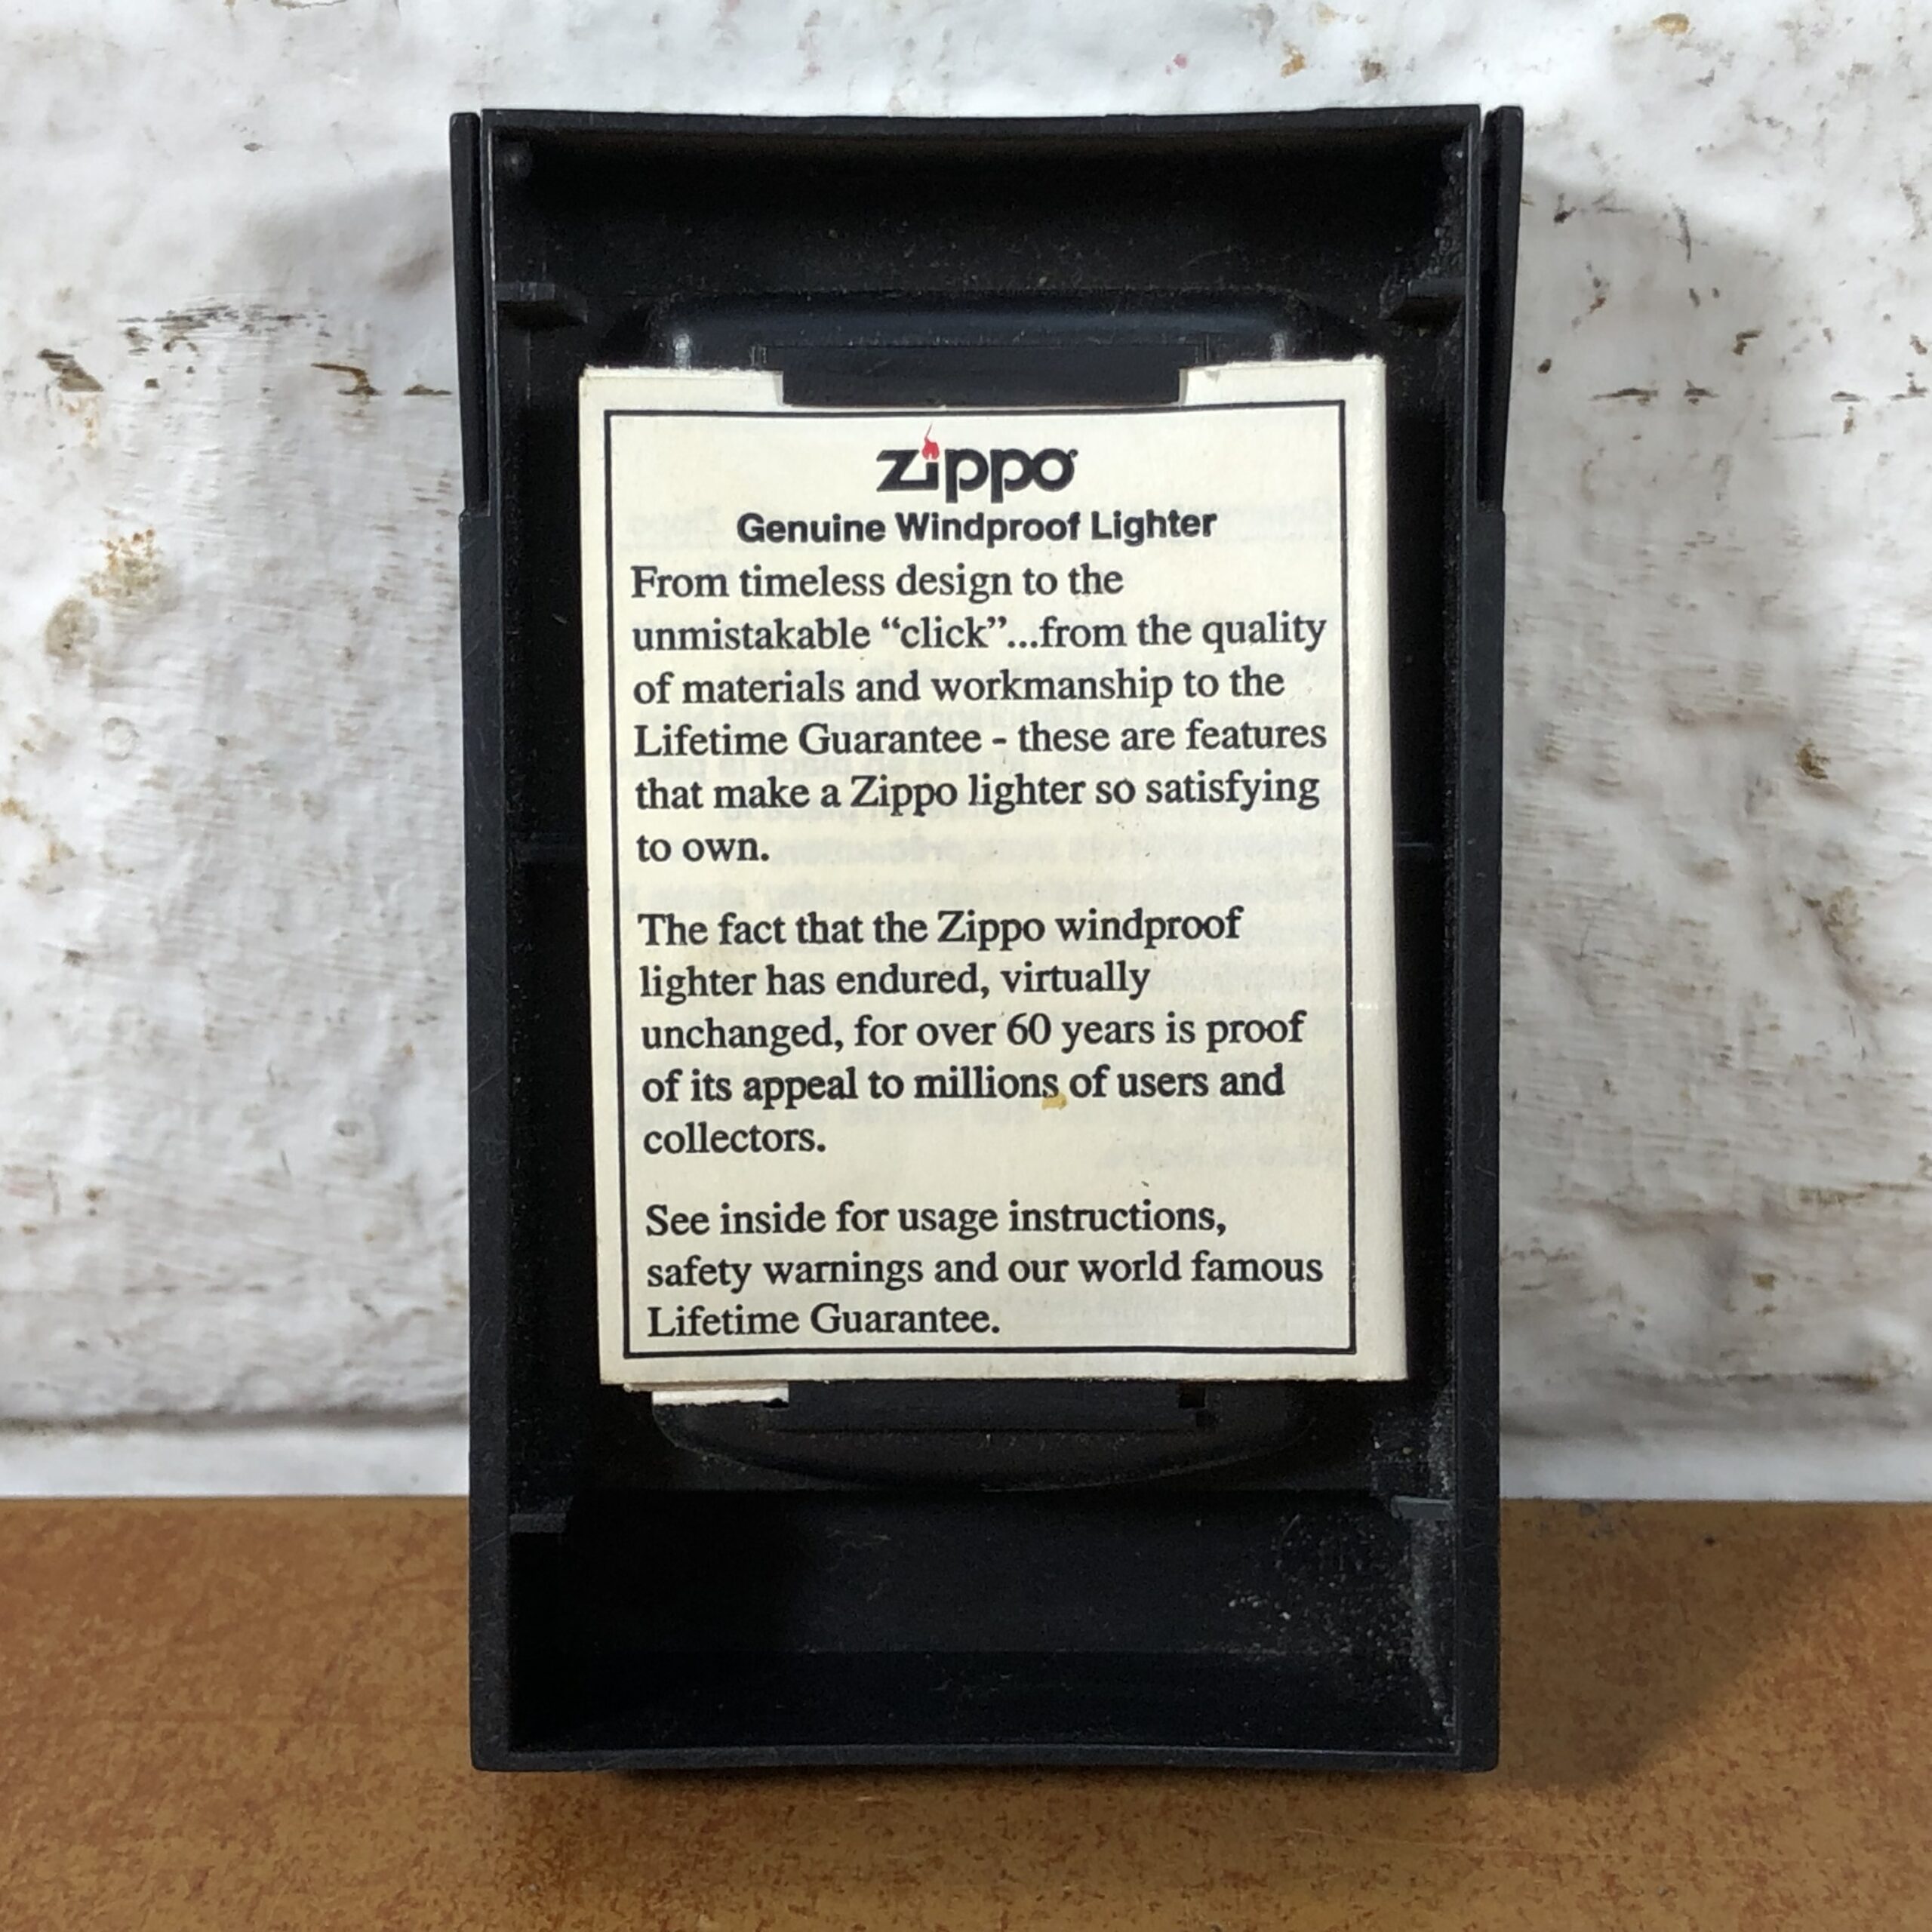 zippo
Genuine Windproof Lighter
From timeless design to the
unmistakable “click”...from the quality
of materials and workmanship to the
Lifetime Guarantee - these are features
that make a Zippo lighter so satisfying
to own.
The fact that the Zippo windproof
lighter has endured, virtually
unchanged, for over 60 years is proof
of its appeal to millions of users and
collectors.
See inside for usage instructions,
safety warnings and our world famous
Lifetime Guarantee.